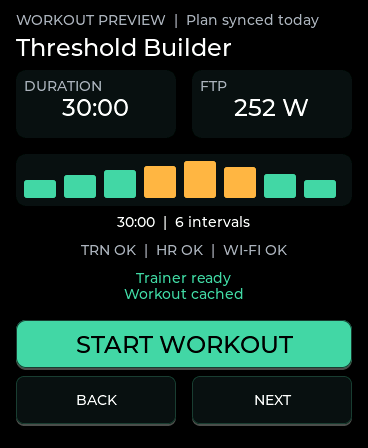 WORKOUT PREVIEW | Plan synced today
Threshold Builder
DURATION
30:00
FTP
252 W
30:00 | 6 intervals
TRN OK | HR OK | WI-FI OK
Trainer ready
Workout cached
START WORKOUT
BACK
NEXT